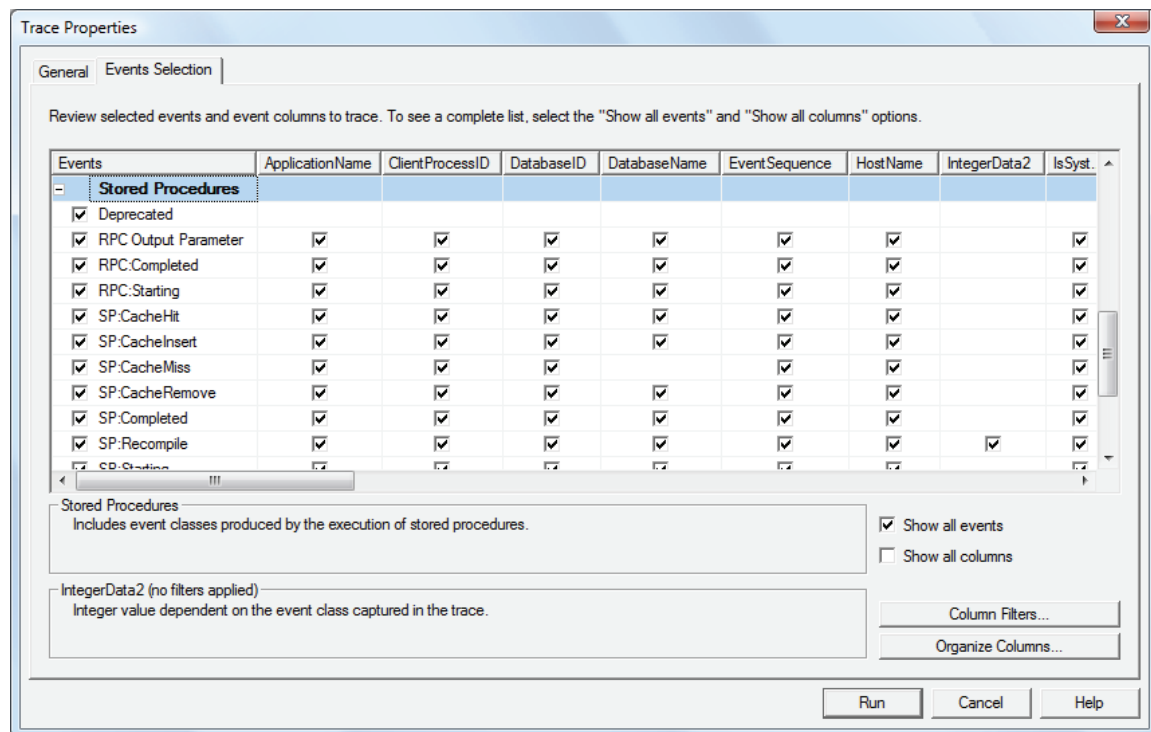 Trace Properties
General
Events Selection
Review selected events and event columns to trace. To see a complete list, select the "Show all events" and "Show all columns" options.
Events ApplicationName ClientProcessID DatabaseID DatabaseName EventSequence HostName IntegerData2 IsSyst.
Stored Procedures
Deprecated
RPC Output Parameter
RPC:Completed
RPC:Starting
SP:CacheHit
SP:CacheInsert
SP:CacheMiss
SP:CacheRemove
SP:Completed
SP:Recompile
SP:Starting
Stored Procedures
Includes event classes produced by the execution of stored procedures.
Show all events
Show all columns
IntegerData2 (no filters applied)
Integer value dependent on the event class captured in the trace.
Column Filters...
Organize Columns...
Run Cancel Help